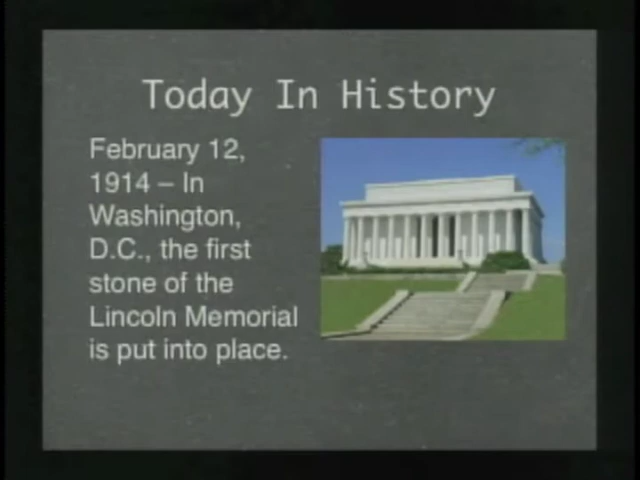 Today In History
February 12,
1914 – In
Washington,
D.C., the first
stone of the
Lincoln Memorial
is put into place.